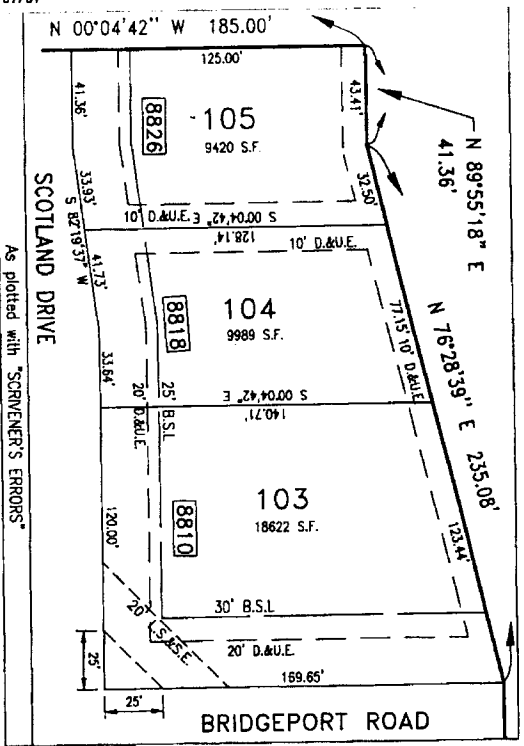 N 00°04'42" W 185.00'
125.00'
41.36'
43.41'
N 89°55'18" E
41.36'
8826
105
9420 S.F.
33.93'
32.50'
10' D.&U.E.
S 00°04'42" E
128.14'
10' D.&U.E.
S 82°19'37" W
41.73'
SCOTLAND DRIVE
8818
104
9989 S.F.
77.15'
10' D.&U.E
N 76°28'39" E 235.08'
33.64'
20' D.&U.E.
25' B.S.L
S 00°04'42" E
140.71'
8810
103
18622 S.F.
123.44'
120.00'
30' B.S.L
20' L.S.&S.E.
20' D.&U.E.
25'
169.65'
25'
BRIDGEPORT ROAD
As plotted with "SCRIVENER'S ERRORS"